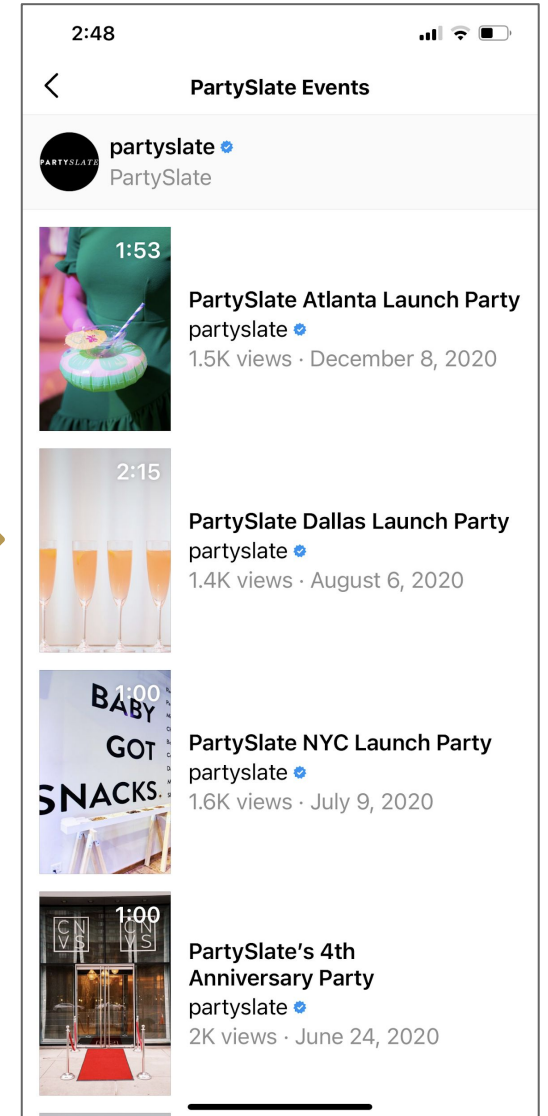 2:48
PartySlate Events
PARTYSLATE
partyslate
PartySlate
1:53
PartySlate Atlanta Launch Party
partyslate
1.5K views · December 8, 2020
2:15
PartySlate Dallas Launch Party
partyslate
1.4K views · August 6, 2020
1:00
BABY
GOT
SNACKS.
PartySlate NYC Launch Party
partyslate
1.6K views · July 9, 2020
1:00
CN
VS
CN
VS
PartySlate’s 4th
Anniversary Party
partyslate
2K views · June 24, 2020